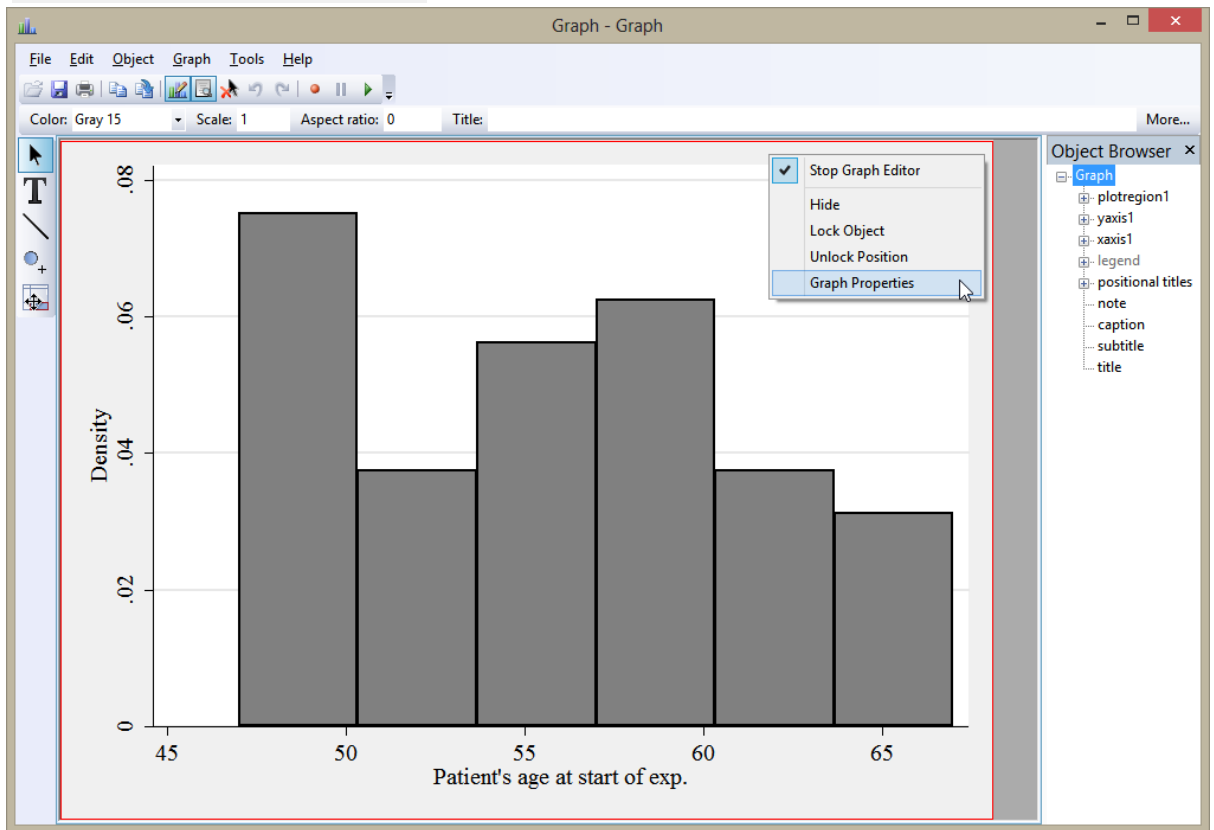 Graph - Graph
File Edit Object Graph Tools Help
Color: Gray 15 Scale: 1 Aspect ratio: 0 Title: More...
Object Browser
Graph
plotregion1
yaxis1
xaxis1
legend
positional titles
note
caption
subtitle
title
T
Stop Graph Editor
Hide
Lock Object
Unlock Position
Graph Properties
.08
.06
.04
.02
0
Density
45 50 55 60 65
Patient's age at start of exp.